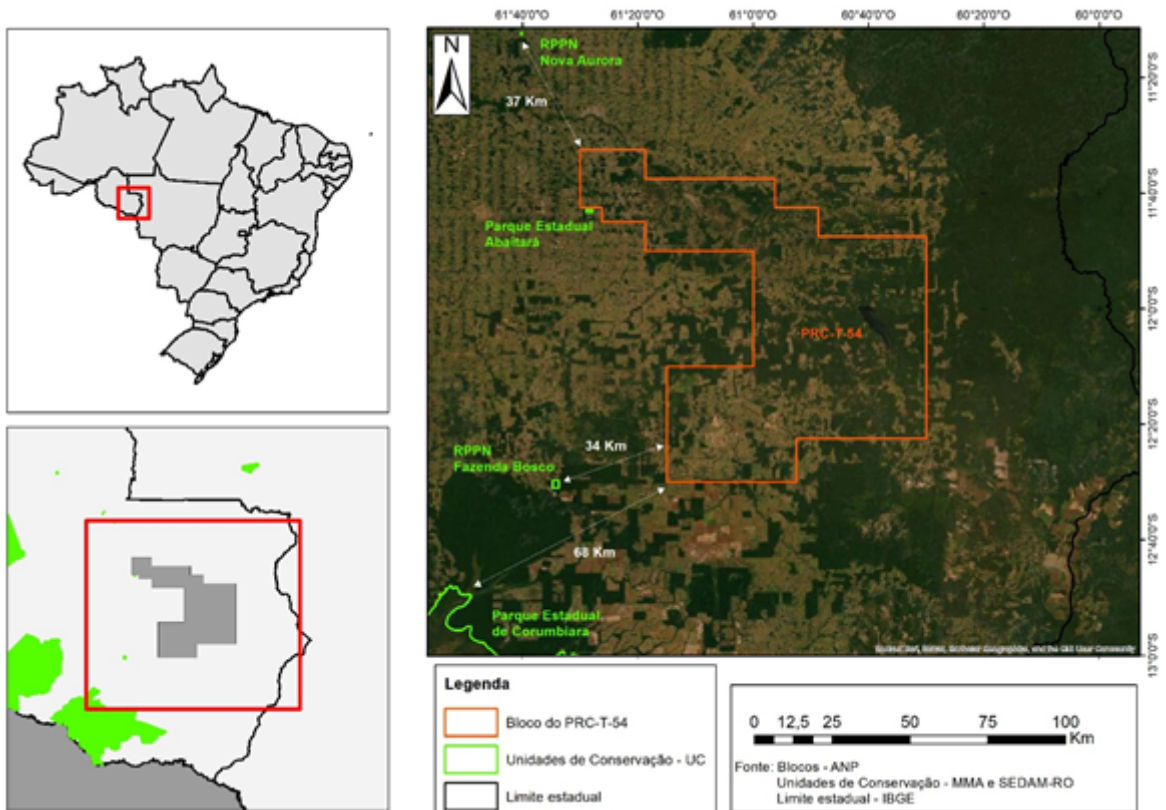 61°40'0"O
61°20'0"O
61°0'0"O
60°40'0"O
60°20'0"O
60°0'0"O
N
RPPN
Nova Aurora
37 Km
Parque Estadual
Abaitará
PRC-T-54
RPPN
Fazenda Bosco
34 Km
68 Km
Parque Estadual
de Corumbiara
11°20'0"S
11°40'0"S
12°0'0"S
12°20'0"S
12°40'0"S
13°0'0"S
Legenda
Bloco do PRC-T-54
Unidades de Conservação - UC
Limite estadual
0 12,5 25 50 75 100
Km
Fonte: Blocos - ANP
Unidades de Conservação - MMA e SEDAM-RO
Limite estadual - IBGE